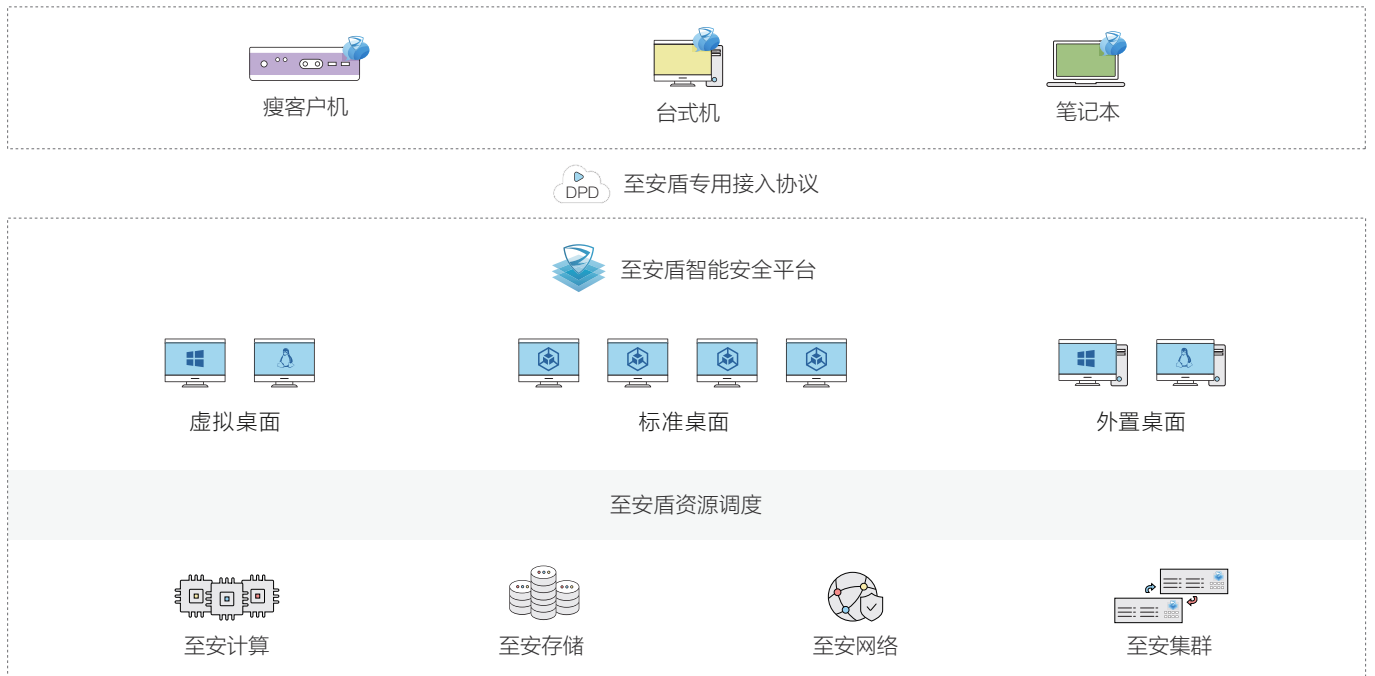 瘦客户机
台式机
笔记本
DPD
至安盾专用接入协议
至安盾智能安全平台
虚拟桌面
标准桌面
外置桌面
至安盾资源调度
至安计算
至安存储
至安网络
至安集群